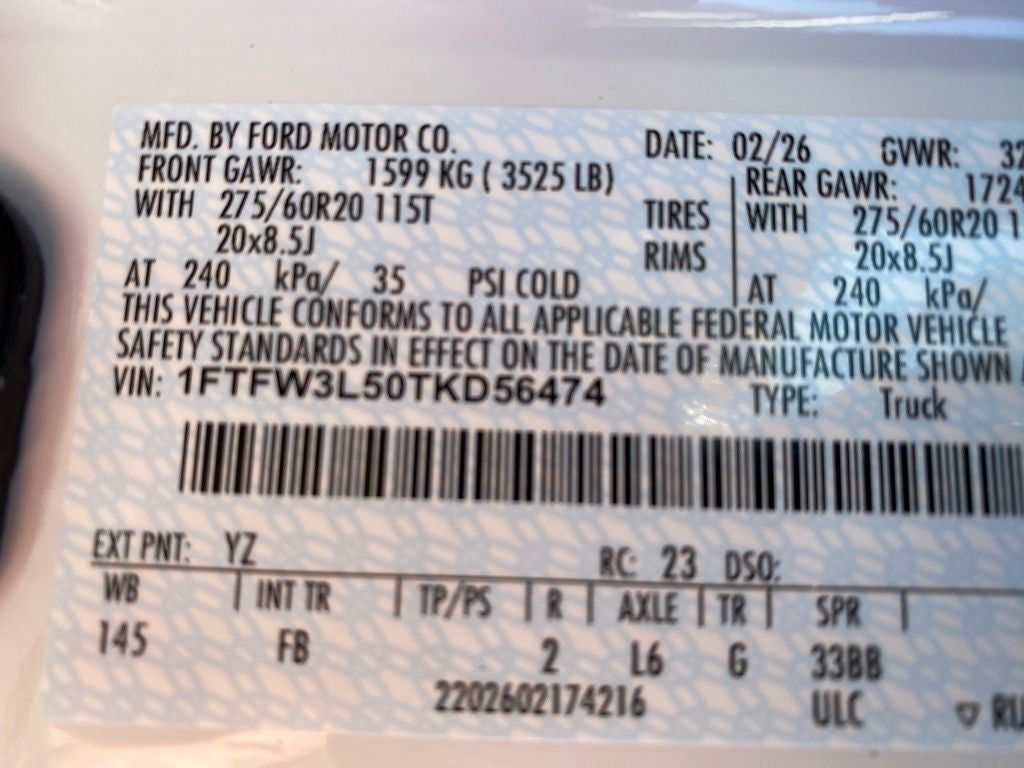 MFD. BY FORD MOTOR CO. DATE: 02/26 GVWR: 32
FRONT GAWR: 1599 KG ( 3525 LB) REAR GAWR: 1724
WITH 275/60R20 115T TIRES WITH 275/60R20 1
20x8.5J RIMS 20x8.5J
AT 240 kPa/ 35 PSI COLD AT 240 kPa/
THIS VEHICLE CONFORMS TO ALL APPLICABLE FEDERAL MOTOR VEHICLE
SAFETY STANDARDS IN EFFECT ON THE DATE OF MANUFACTURE SHOWN
VIN: 1FTFW3L50TKD56474 TYPE: Truck
EXT PNT: YZ RC: 23 DSO:
WB INT TR TP/PS R AXLE TR SPR
145 FB 2 L6 G 33BB
2202602174216 ULC RU